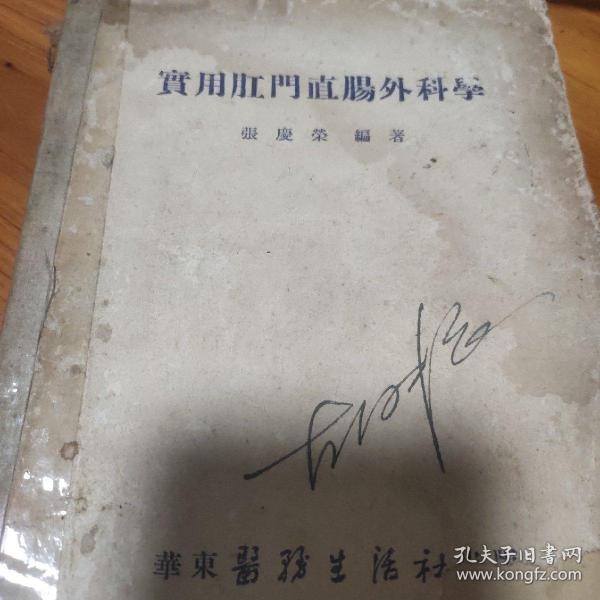 實用肛門直腸外科學
張慶榮 編著
華東醫務生活社
孔夫子旧书网
www.kongfz.com